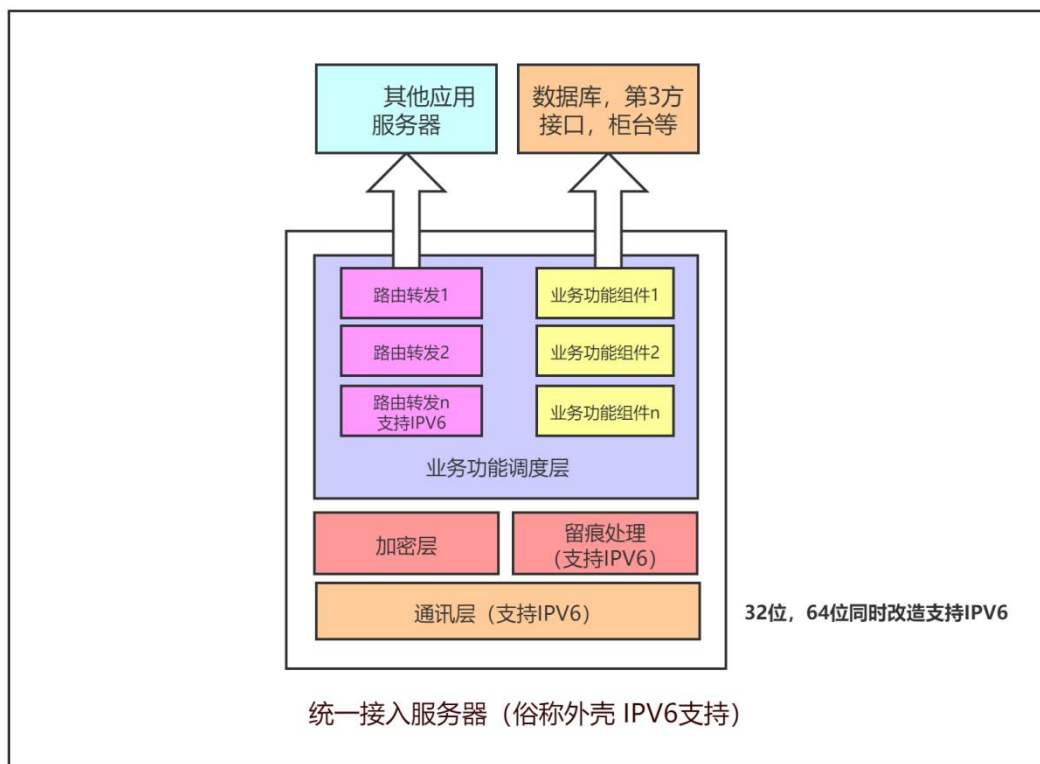 其他应用
服务器
数据库，第3方
接口，柜台等
路由转发1
业务功能组件1
路由转发2
业务功能组件2
路由转发n
支持IPV6
业务功能组件n
业务功能调度层
加密层
留痕处理
（支持IPV6）
通讯层（支持IPV6）
32位，64位同时改造支持IPV6
统一接入服务器（俗称外壳 IPV6支持）